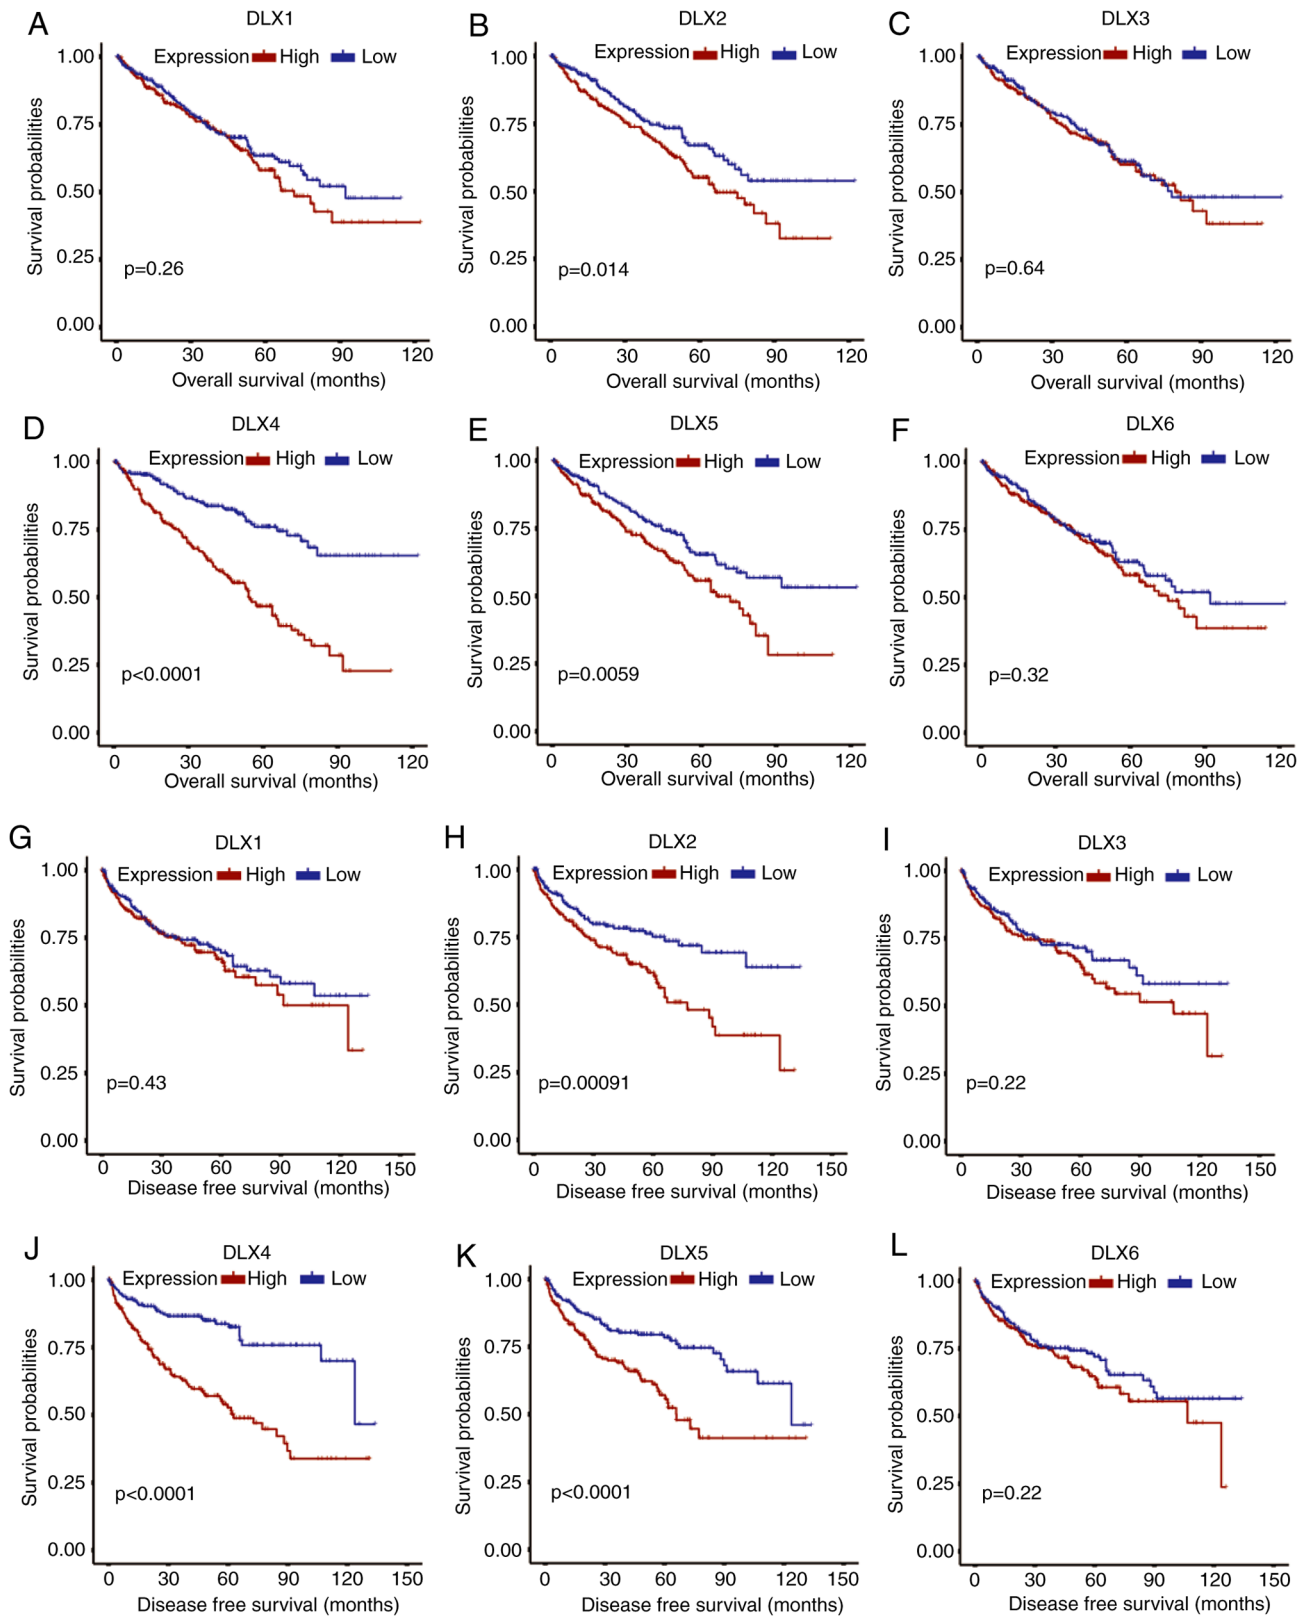 A DLX1
Expression High Low
1.00
0.75
0.50
0.25
0.00
Survival probabilities
p=0.26
0 30 60 90 120
Overall survival (months)
B DLX2
Expression High Low
1.00
0.75
0.50
0.25
0.00
Survival probabilities
p=0.014
0 30 60 90 120
Overall survival (months)
C DLX3
Expression High Low
1.00
0.75
0.50
0.25
0.00
Survival probabilities
p=0.64
0 30 60 90 120
Overall survival (months)
D DLX4
Expression High Low
1.00
0.75
0.50
0.25
0.00
Survival probabilities
p<0.0001
0 30 60 90 120
Overall survival (months)
E DLX5
Expression High Low
1.00
0.75
0.50
0.25
0.00
Survival probabilities
p=0.0059
0 30 60 90 120
Overall survival (months)
F DLX6
Expression High Low
1.00
0.75
0.50
0.25
0.00
Survival probabilities
p=0.32
0 30 60 90 120
Overall survival (months)
G DLX1
Expression High Low
1.00
0.75
0.50
0.25
0.00
Survival probabilities
p=0.43
0 30 60 90 120 150
Disease free survival (months)
H DLX2
Expression High Low
1.00
0.75
0.50
0.25
0.00
Survival probabilities
p=0.00091
0 30 60 90 120 150
Disease free survival (months)
I DLX3
Expression High Low
1.00
0.75
0.50
0.25
0.00
Survival probabilities
p=0.22
0 30 60 90 120 150
Disease free survival (months)
J DLX4
Expression High Low
1.00
0.75
0.50
0.25
0.00
Survival probabilities
p<0.0001
0 30 60 90 120 150
Disease free survival (months)
K DLX5
Expression High Low
1.00
0.75
0.50
0.25
0.00
Survival probabilities
p<0.0001
0 30 60 90 120 150
Disease free survival (months)
L DLX6
Expression High Low
1.00
0.75
0.50
0.25
0.00
Survival probabilities
p=0.22
0 30 60 90 120 150
Disease free survival (months)